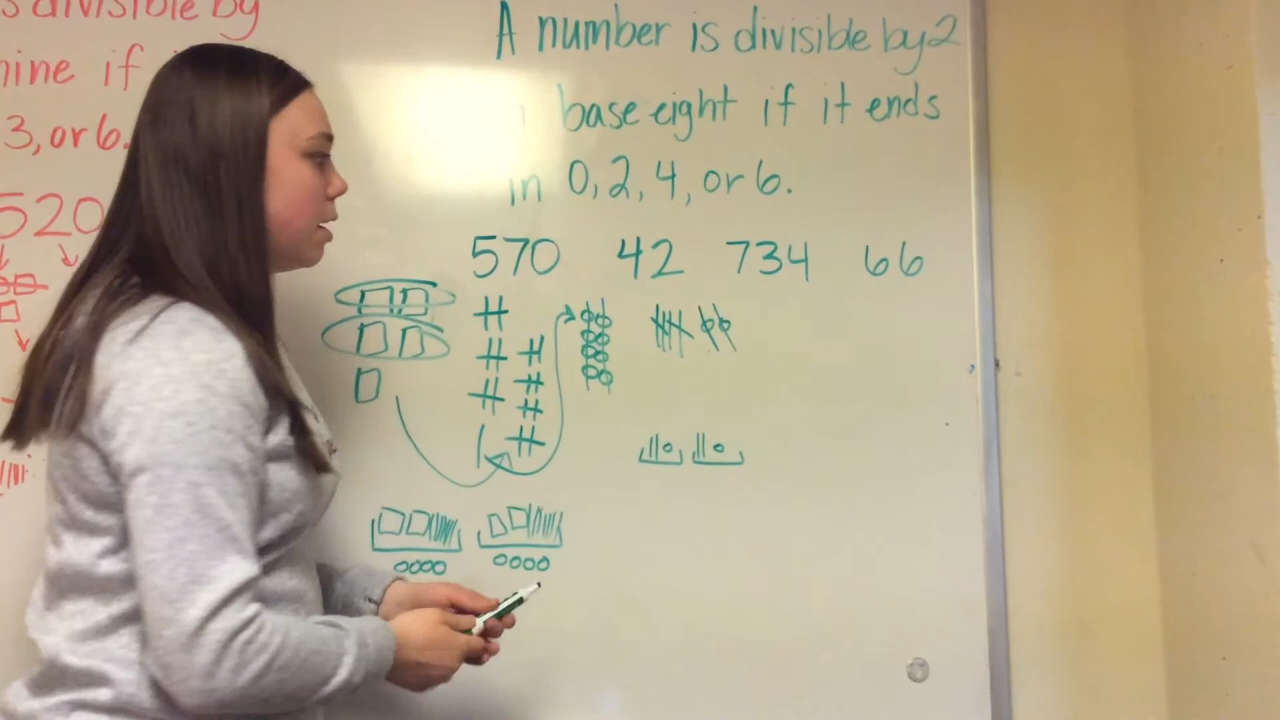 s divisible by
mine if
3, or 6.
520
A number is divisible by 2
base eight if it ends
in 0, 2, 4, or 6.
570 42 734 66